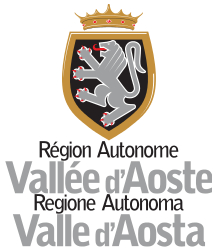 Région Autonome
Vallée d'Aoste
Regione Autonoma
Valle d'Aosta